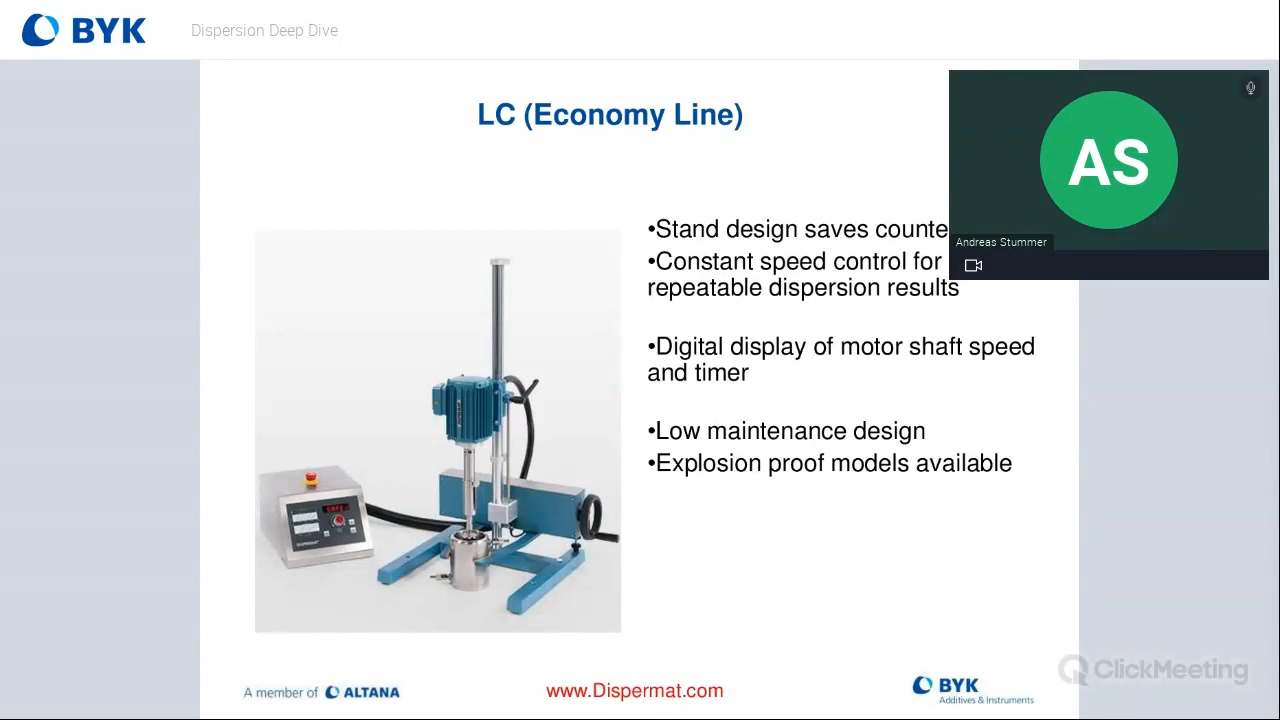 BYK
Dispersion Deep Dive
LC (Economy Line)
AS
Andreas Stummer
•Stand design saves counte
•Constant speed control for
repeatable dispersion results
•Digital display of motor shaft speed
and timer
•Low maintenance design
•Explosion proof models available
A member of ALTANA
www.Dispermat.com
BYK
Additives & Instruments
ClickMeeting